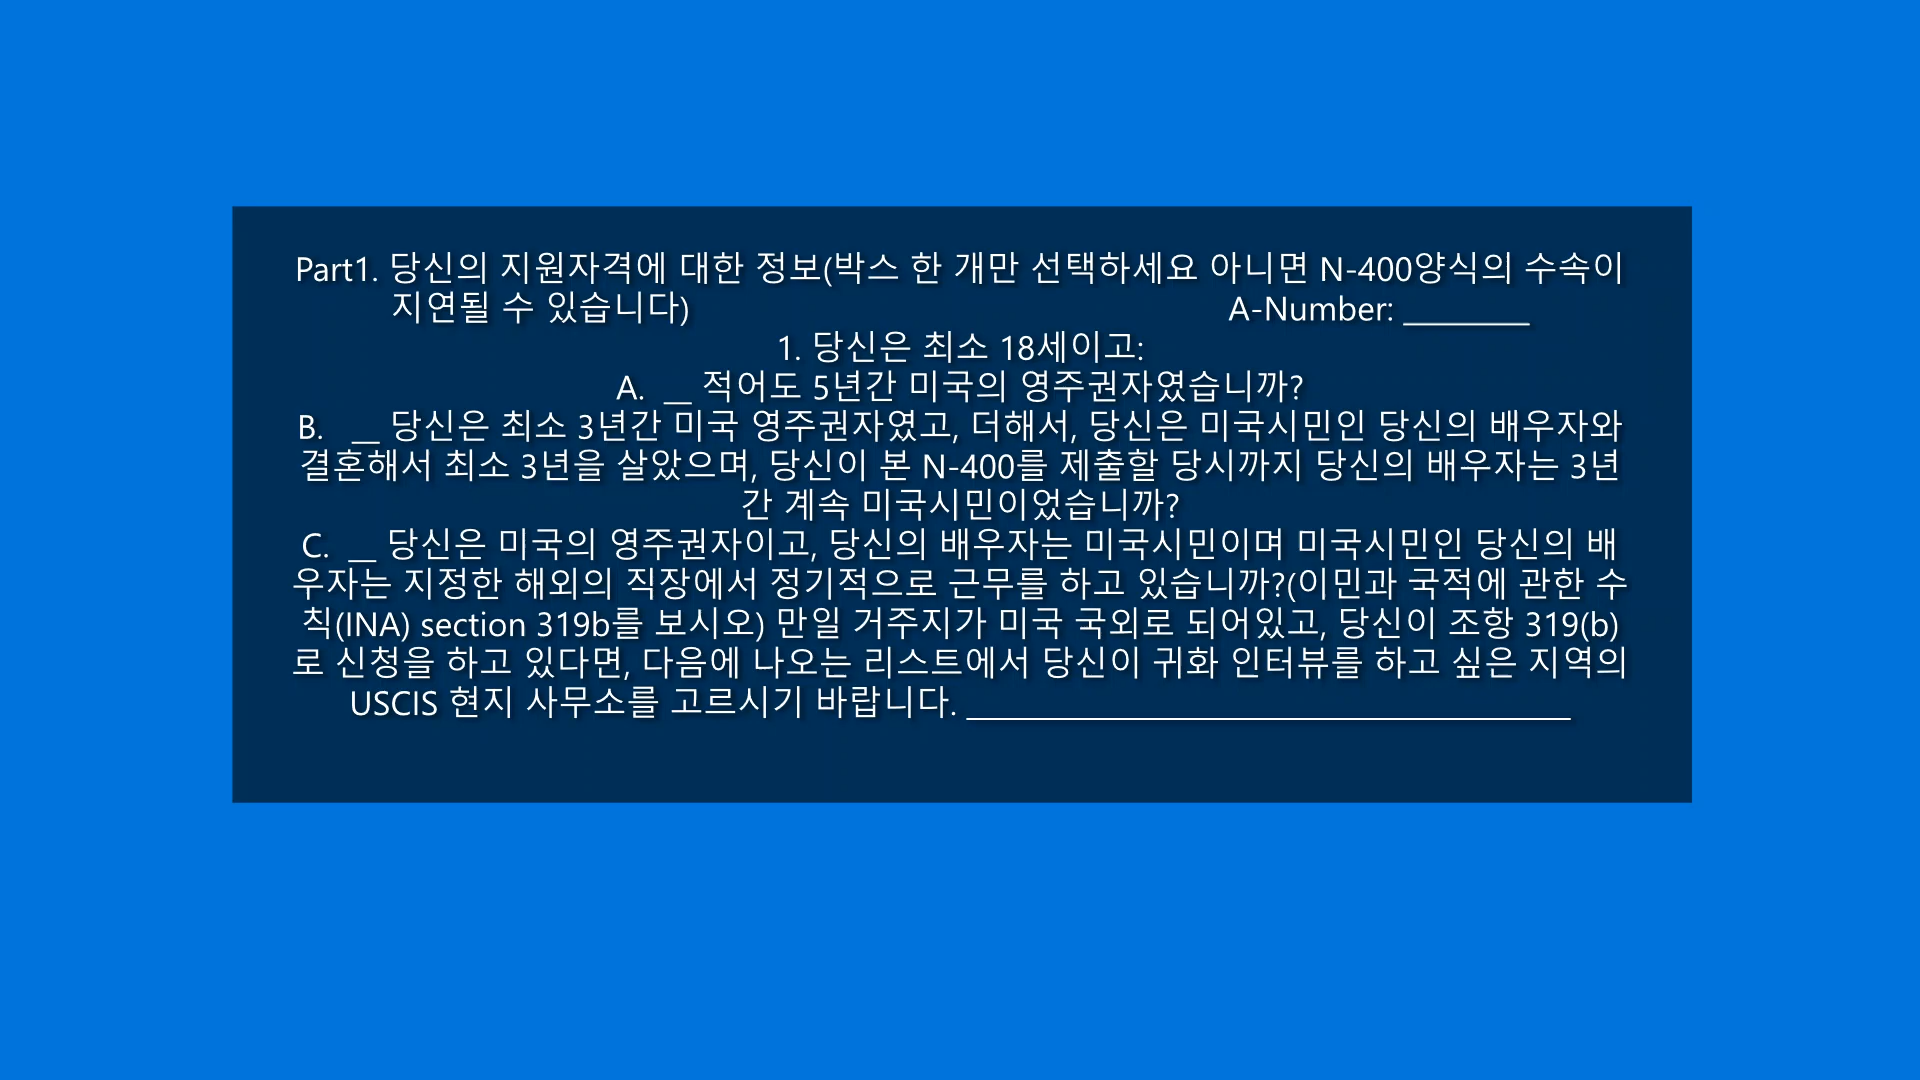 Part1. 당신의 지원자격에 대한 정보(박스 한 개만 선택하세요 아니면 N-400양식의 수속이
지연될 수 있습니다) A-Number: ________
1. 당신은 최소 18세이고:
A. __ 적어도 5년간 미국의 영주권자였습니까?
B. __ 당신은 최소 3년간 미국 영주권자였고, 더해서, 당신은 미국시민인 당신의 배우자와
결혼해서 최소 3년을 살았으며, 당신이 본 N-400를 제출할 당시까지 당신의 배우자는 3년
간 계속 미국시민이었습니까?
C. __ 당신은 미국의 영주권자이고, 당신의 배우자는 미국시민이며 미국시민인 당신의 배
우자는 지정한 해외의 직장에서 정기적으로 근무를 하고 있습니까?(이민과 국적에 관한 수
칙(INA) section 319b를 보시오) 만일 거주지가 미국 국외로 되어있고, 당신이 조항 319(b)
로 신청을 하고 있다면, 다음에 나오는 리스트에서 당신이 귀화 인터뷰를 하고 싶은 지역의
USCIS 현지 사무소를 고르시기 바랍니다. ______________________________________